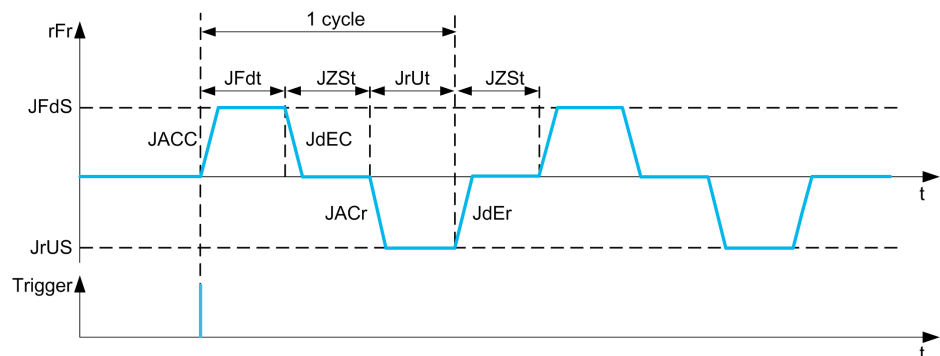 1 cycle
rFr
JFdt
JZSt
JrUt
JZSt
JFdS
JACC
JdEC
t
JACr
JdEr
JrUS
Trigger
t